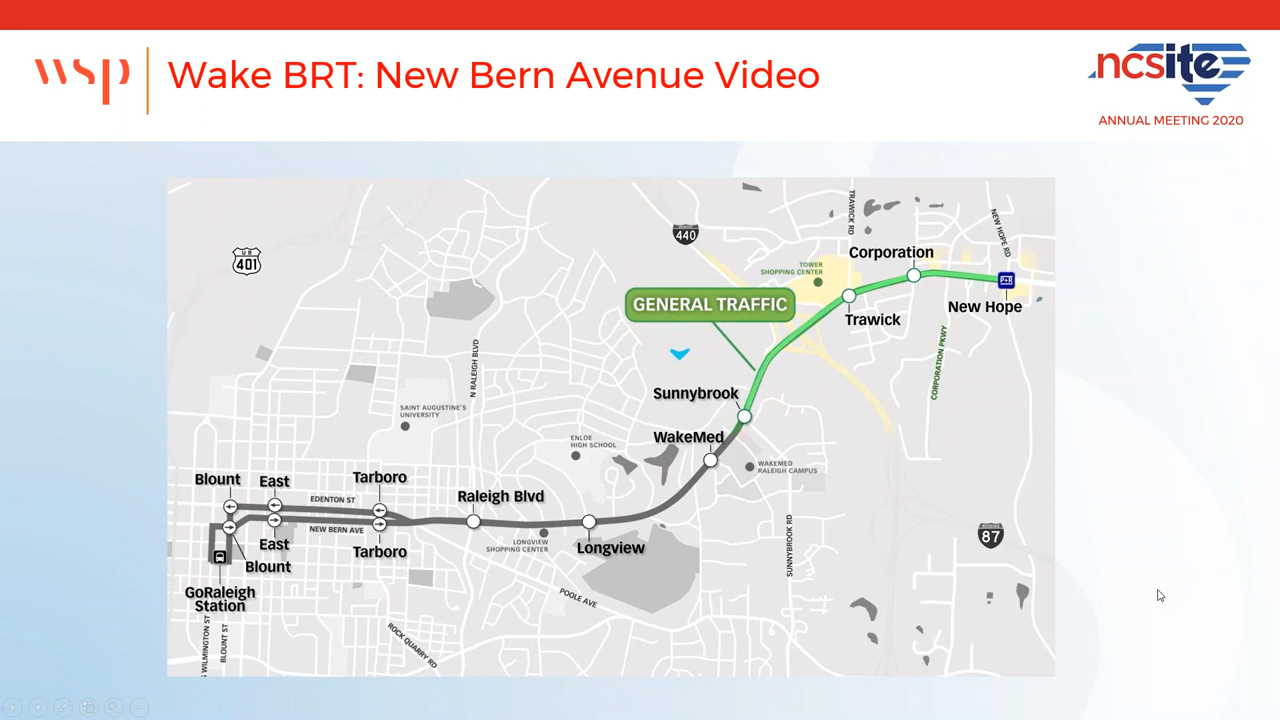 wsp
Wake BRT: New Bern Avenue Video
ncsite
ANNUAL MEETING 2020
US
401
440
TRAWICK RD
NEW HOPE RD
TOWER
SHOPPING CENTER
Corporation
P+R
GENERAL TRAFFIC
New Hope
Trawick
N RALEIGH BLVD
CORPORATION PKWY
Sunnybrook
SAINT AUGUSTINE'S
UNIVERSITY
ENLOE
HIGH SCHOOL
WakeMed
WAKEMED
RALEIGH CAMPUS
Blount
East
Tarboro
EDENTON ST
Raleigh Blvd
NEW BERN AVE
LONGVIEW
SHOPPING CENTER
Longview
East
Tarboro
Blount
SUNNYBROOK RD
87
GoRaleigh
Station
POOLE AVE
S WILMINGTON ST
BLOUNT ST
ROCK QUARRY RD